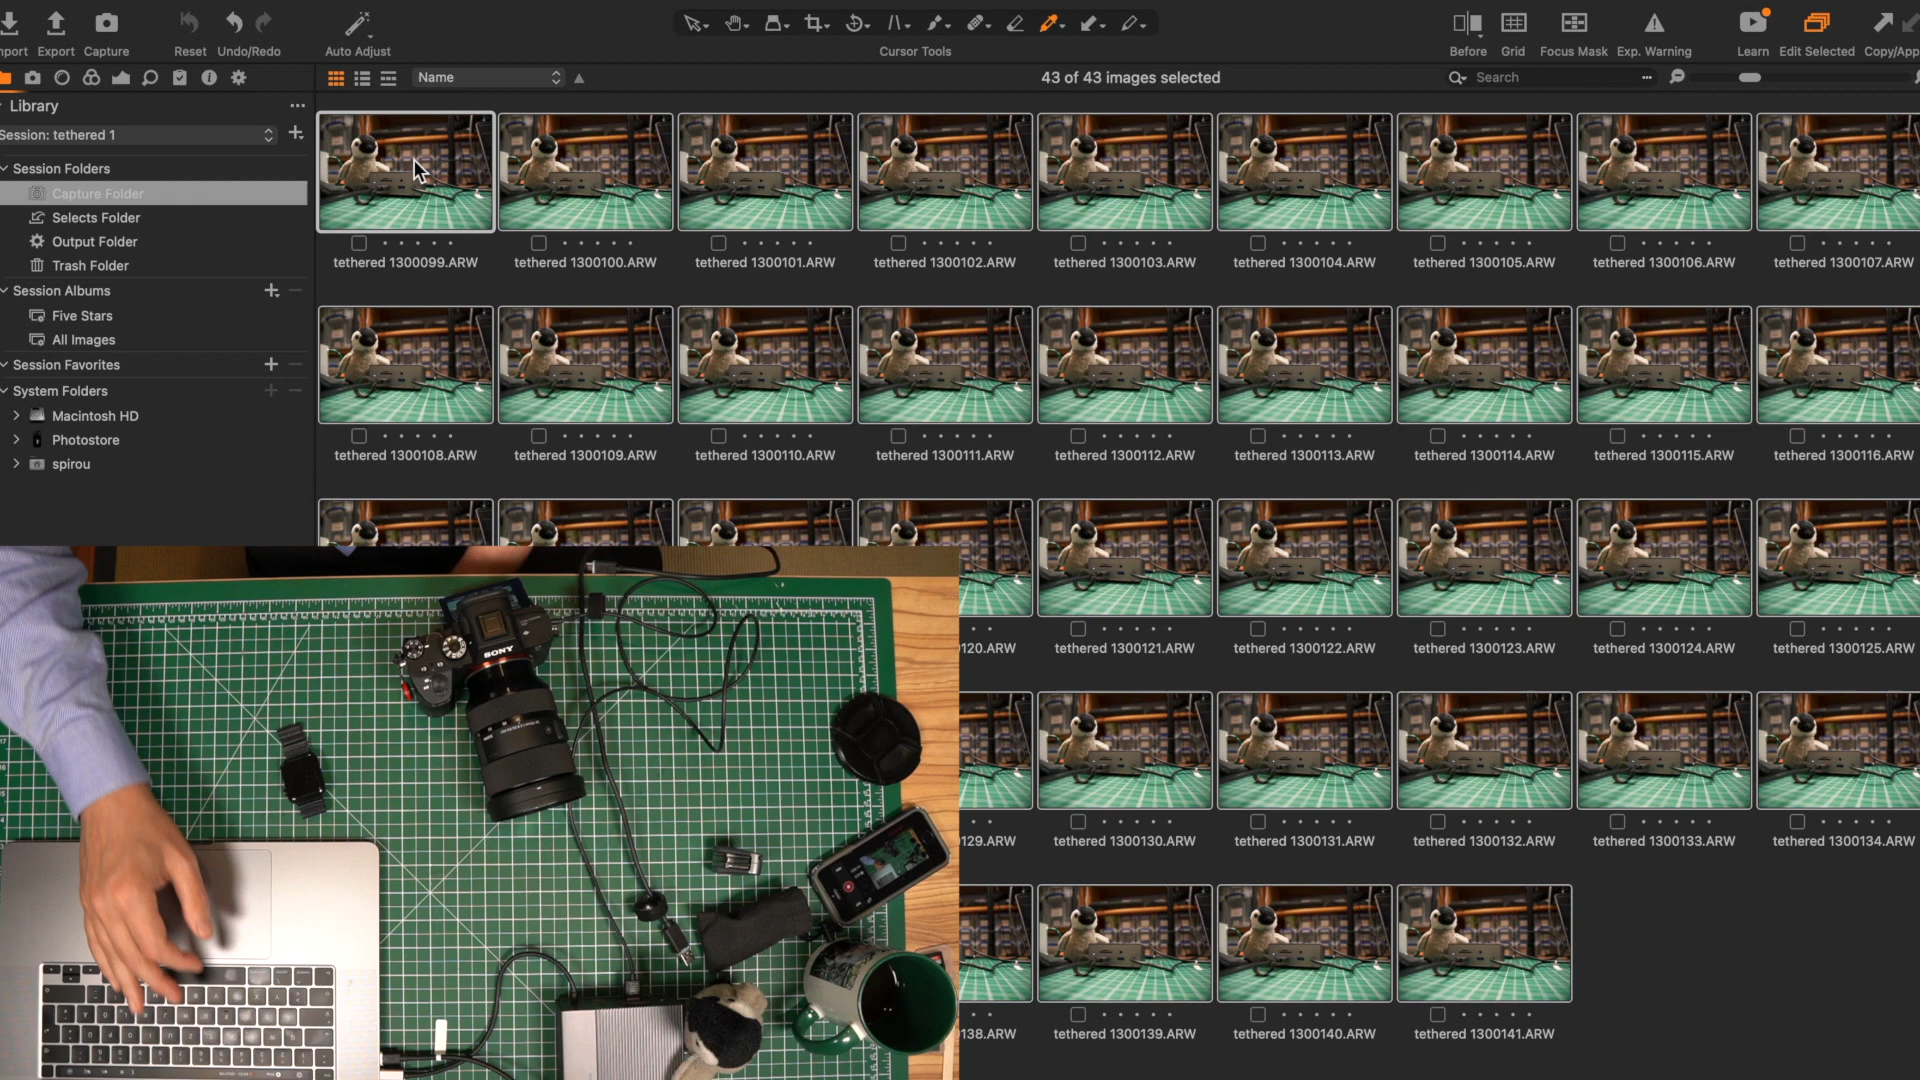 Export
Capture
Reset
Undo/Redo
Auto Adjust
Cursor Tools
Before
Grid
Focus Mask
Exp. Warning
Learn
Edit Selected
Library
Name
43 of 43 images selected
Search
Session: tethered 1
Session Folders
Capture Folder
Selects Folder
Output Folder
Trash Folder
Session Albums
Five Stars
All Images
Session Favorites
System Folders
Macintosh HD
Photostore
spirou
tethered 1300099.ARW
tethered 1300100.ARW
tethered 1300101.ARW
tethered 1300102.ARW
tethered 1300103.ARW
tethered 1300104.ARW
tethered 1300105.ARW
tethered 1300106.ARW
tethered 1300107.ARW
tethered 1300108.ARW
tethered 1300109.ARW
tethered 1300110.ARW
tethered 1300111.ARW
tethered 1300112.ARW
tethered 1300113.ARW
tethered 1300114.ARW
tethered 1300115.ARW
tethered 1300116.ARW
120.ARW
tethered 1300121.ARW
tethered 1300122.ARW
tethered 1300123.ARW
tethered 1300124.ARW
tethered 1300125.ARW
129.ARW
tethered 1300130.ARW
tethered 1300131.ARW
tethered 1300132.ARW
tethered 1300133.ARW
tethered 1300134.ARW
138.ARW
tethered 1300139.ARW
tethered 1300140.ARW
tethered 1300141.ARW
SONY